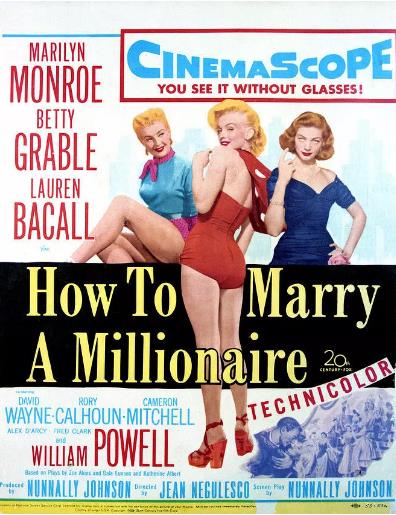 MARILYN
MONROE
BETTY
GRABLE
LAUREN
BACALL
CINEMASCOPE
YOU SEE IT WITHOUT GLASSES!
How To Marry
A Millionaire
20th
CENTURY-FOX
TECHNICOLOR
DAVID RORY CAMERON
WAYNE·CALHOUN·MITCHELL
ALEX D'ARCY · FRED CLARK
and
WILLIAM POWELL
Based on Plays by Zoe Akins and Dale Eunson and Katherine Albert
Produced by NUNNALLY JOHNSON Directed by JEAN NEGULESCO Screen Play by NUNNALLY JOHNSON